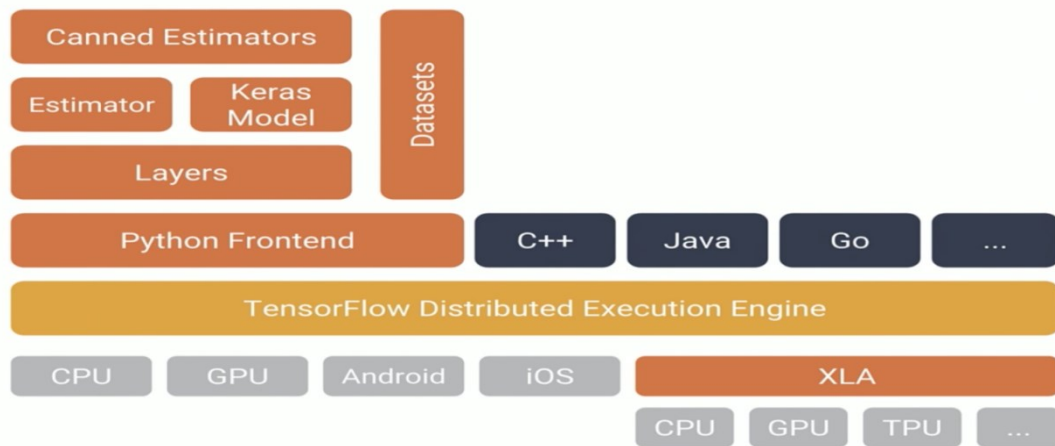 Canned Estimators
Estimator
Keras
Model
Datasets
Layers
Python Frontend
C++
Java
Go
...
TensorFlow Distributed Execution Engine
CPU
GPU
Android
iOS
XLA
CPU
GPU
TPU
...